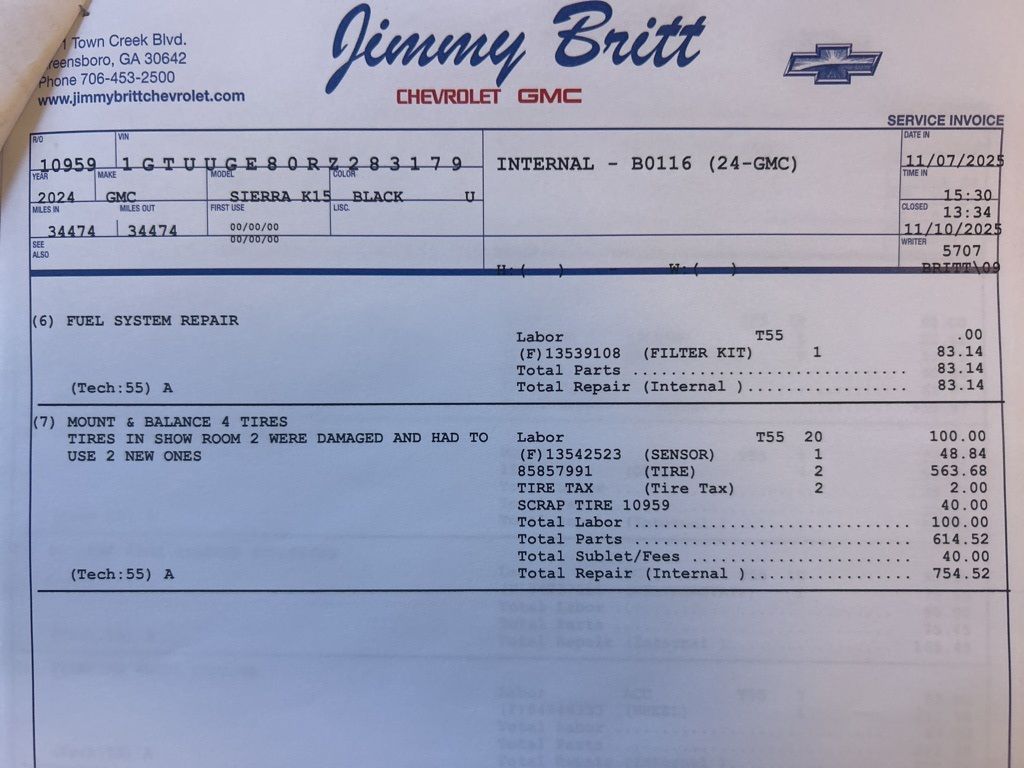 Town Creek Blvd.
Greensboro, GA 30642
Phone 706-453-2500
www.jimmybrittchevrolet.com
Jimmy Britt
CHEVROLET GMC
SERVICE INVOICE
R/O VIN DATE IN
10959 1GTUUGE80RZ283179 INTERNAL - B0116 (24-GMC) 11/07/2025
YEAR MAKE MODEL COLOR TIME IN
2024 GMC SIERRA K15 BLACK U 15:30
MILES IN MILES OUT FIRST USE LISC. CLOSED 13:34
34474 34474 00/00/00 11/10/2025
00/00/00
SEE ALSO WRITER 5707
H:( ) - W:( ) - BRITT\09
(6) FUEL SYSTEM REPAIR
Labor T55 .00
(F)13539108 (FILTER KIT) 1 83.14
Total Parts .............................. 83.14
(Tech:55) A Total Repair (Internal )................. 83.14
(7) MOUNT & BALANCE 4 TIRES
TIRES IN SHOW ROOM 2 WERE DAMAGED AND HAD TO Labor T55 20 100.00
USE 2 NEW ONES (F)13542523 (SENSOR) 1 48.84
85857991 (TIRE) 2 563.68
TIRE TAX (Tire Tax) 2 2.00
SCRAP TIRE 10959 40.00
Total Labor .............................. 100.00
Total Parts .............................. 614.52
Total Sublet/Fees ........................ 40.00
(Tech:55) A Total Repair (Internal )................. 754.52